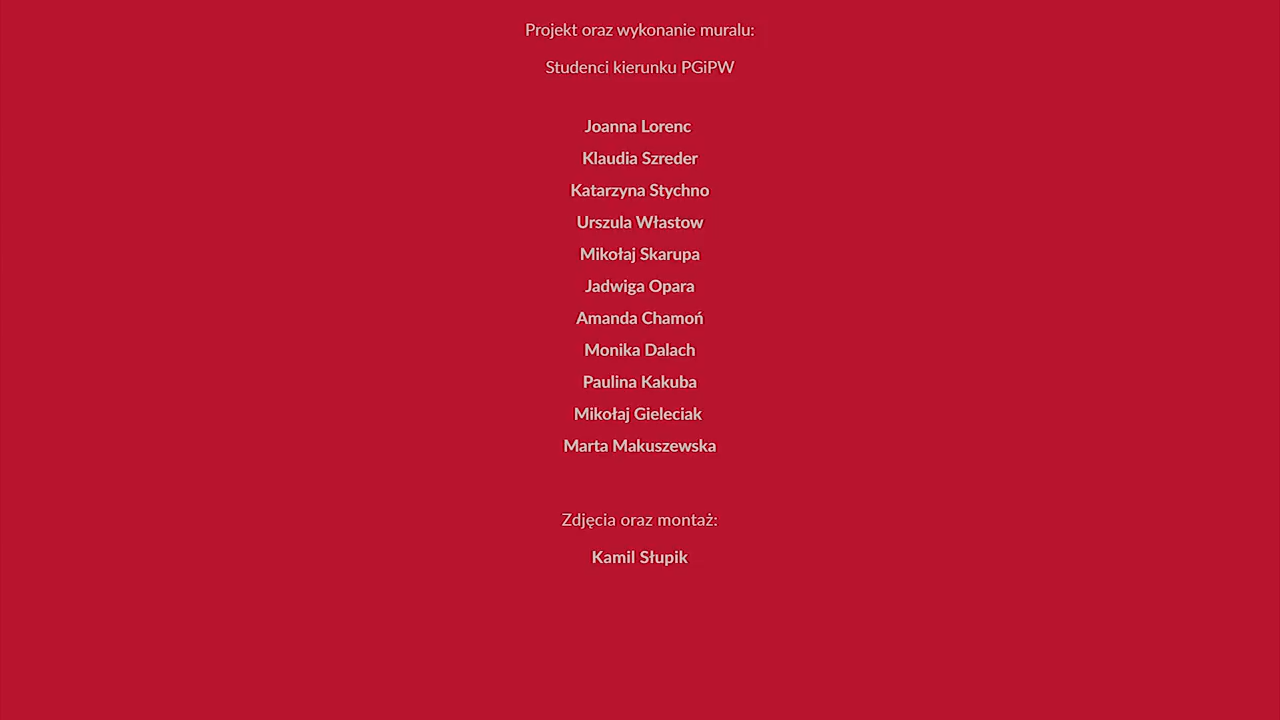 Projekt oraz wykonanie muralu:
Studenci kierunku PGiPW
Joanna Lorenc
Klaudia Szreder
Katarzyna Stychno
Urszula Włastow
Mikołaj Skarupa
Jadwiga Opara
Amanda Chamoń
Monika Dalach
Paulina Kakuba
Mikołaj Gieleciak
Marta Makuszewska
Zdjęcia oraz montaż:
Kamil Słupik